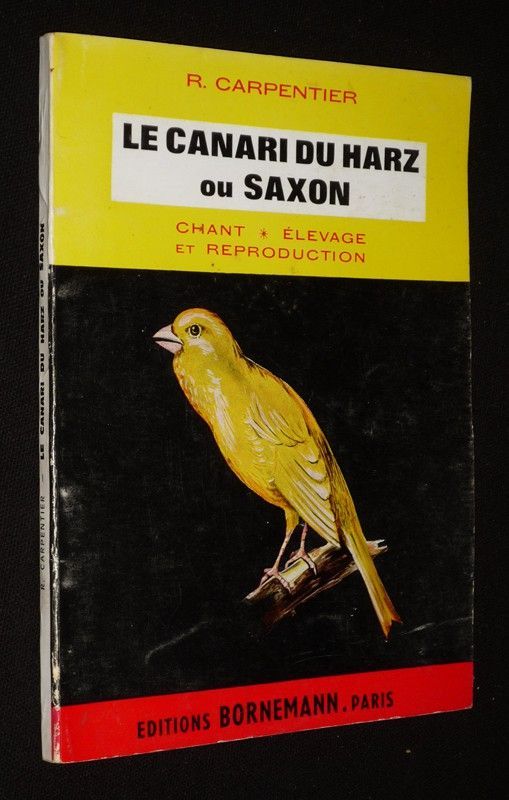 R. CARPENTIER
LE CANARI DU HARZ
OU SAXON
CHANT * ÉLEVAGE
ET REPRODUCTION
EDITIONS BORNEMANN. PARIS
R. CARPENTIER — LE CANARI DU HARZ OU SAXON